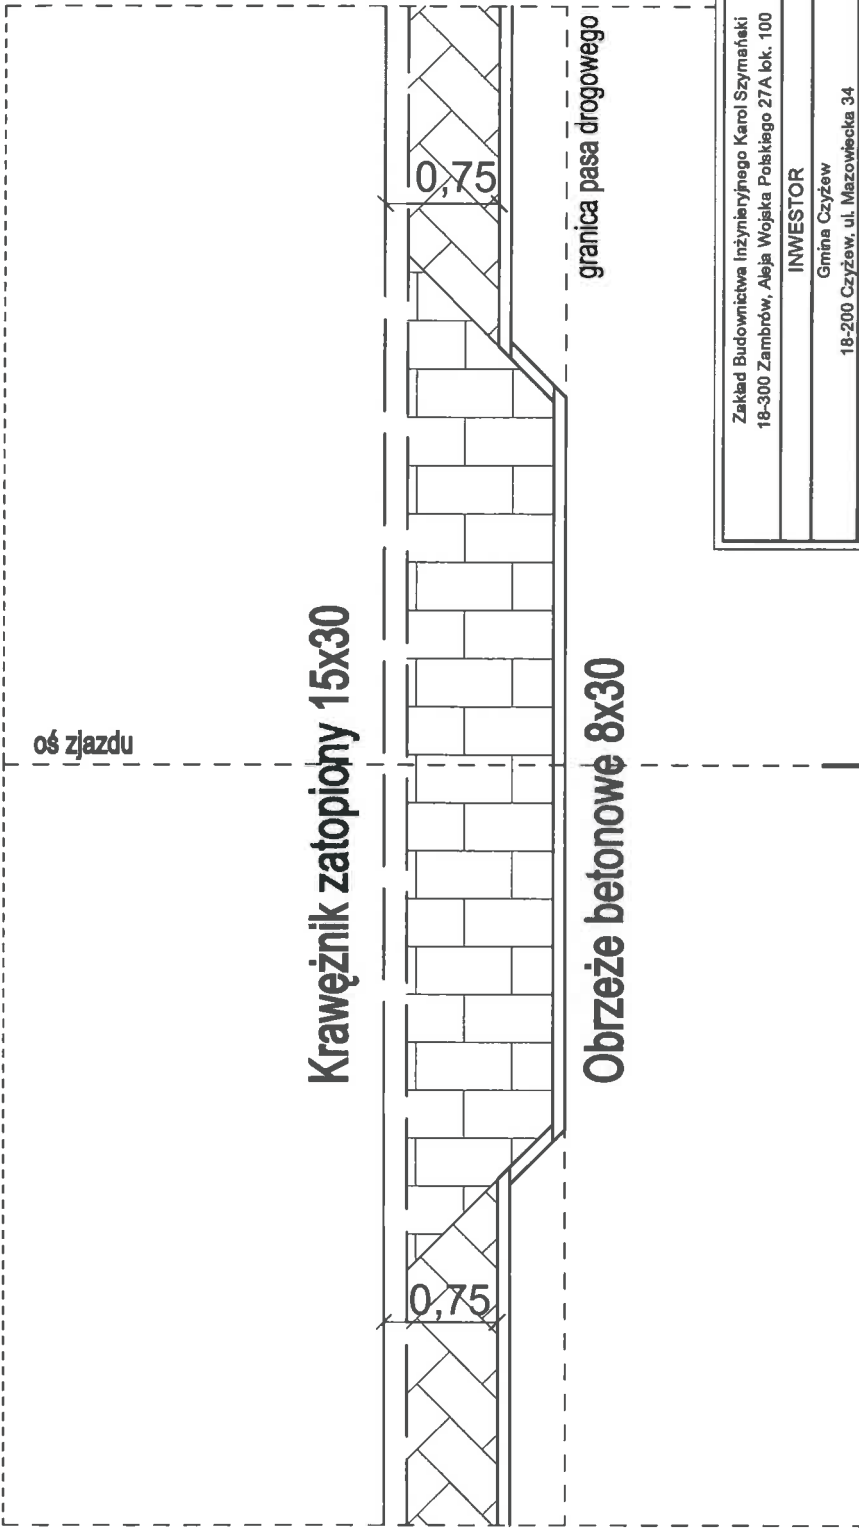 oś zjazdu
Krawężnik zatopiony 15x30
0,75
0,75
Obrzeże betonowe 8x30
granica pasa drogowego
Zakład Budownictwa Inżynieryjnego Karol Szymański
18-300 Zambrów, Aleja Wojska Polskiego 27A lok. 100
INWESTOR
Gmina Czyżew
18-200 Czyżew, ul. Mazowiecka 34